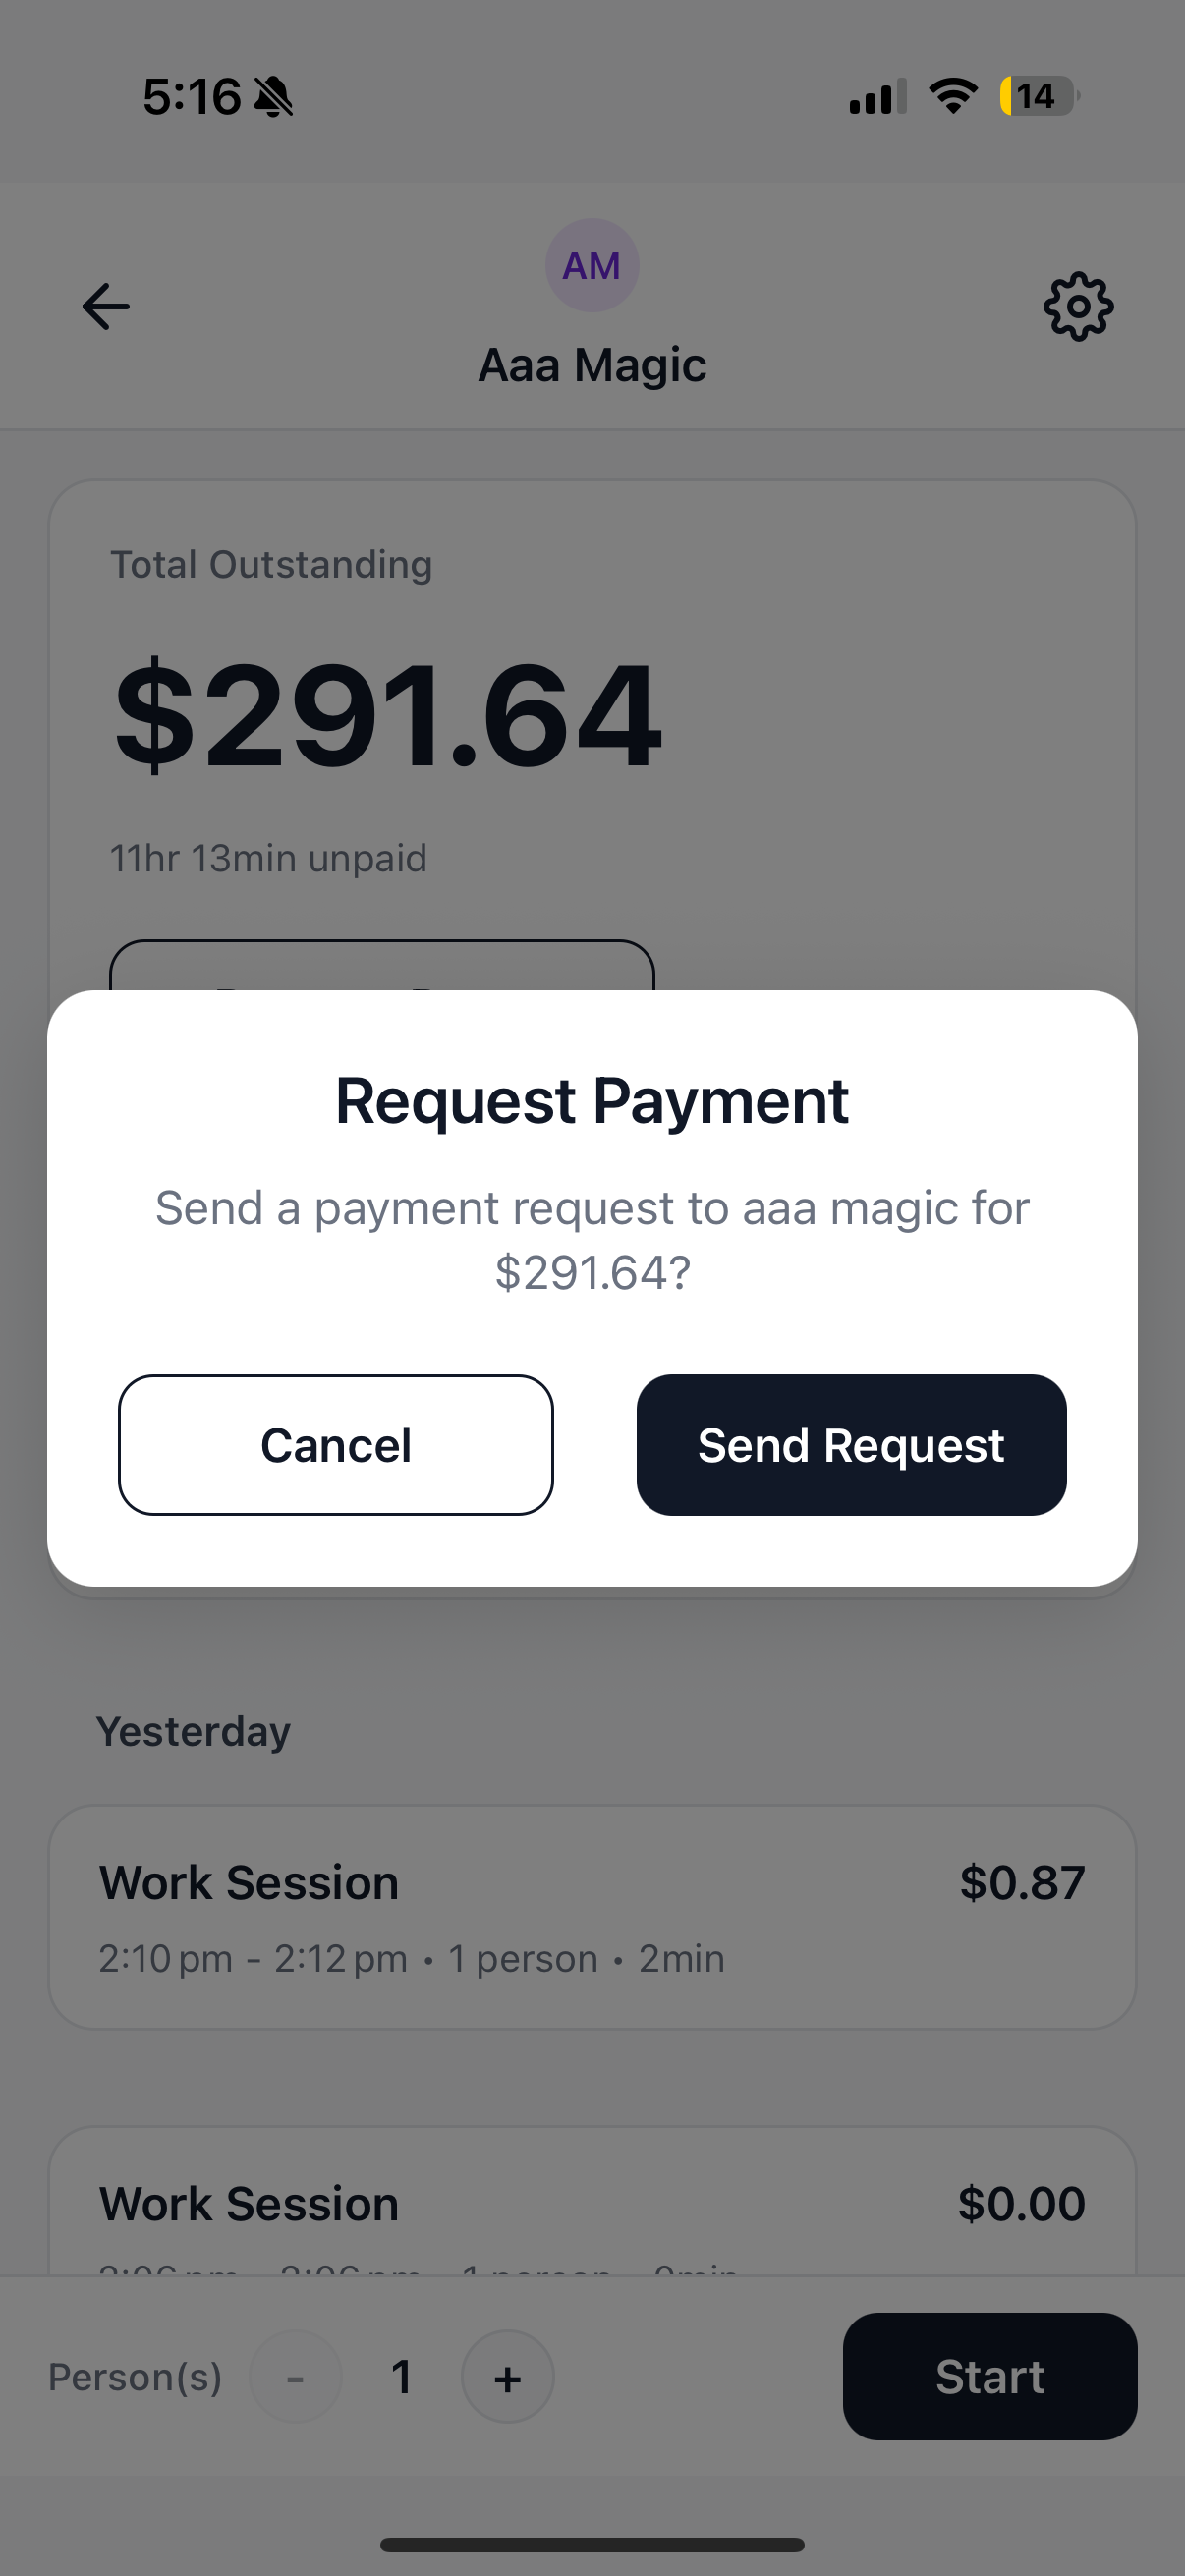 5:16
14
AM
Aaa Magic
Total Outstanding
$291.64
11hr 13min unpaid
Request Payment
Send a payment request to aaa magic for
$291.64?
Cancel
Send Request
Yesterday
Work Session
$0.87
2:10 pm - 2:12 pm • 1 person • 2min
Work Session
$0.00
Person(s)
-
1
+
Start